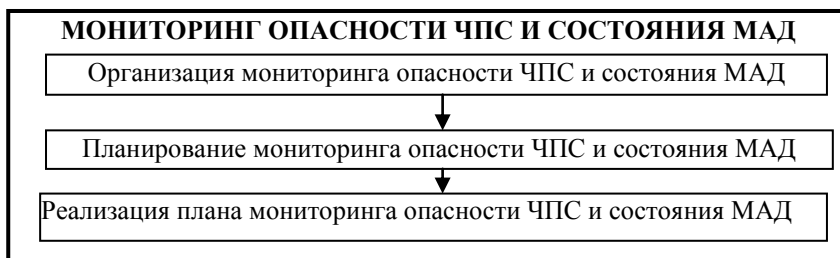 МОНИТОРИНГ ОПАСНОСТИ ЧПС И СОСТОЯНИЯ МАД
Организация мониторинга опасности ЧПС и состояния МАД
Планирование мониторинга опасности ЧПС и состояния МАД
Реализация плана мониторинга опасности ЧПС и состояния МАД